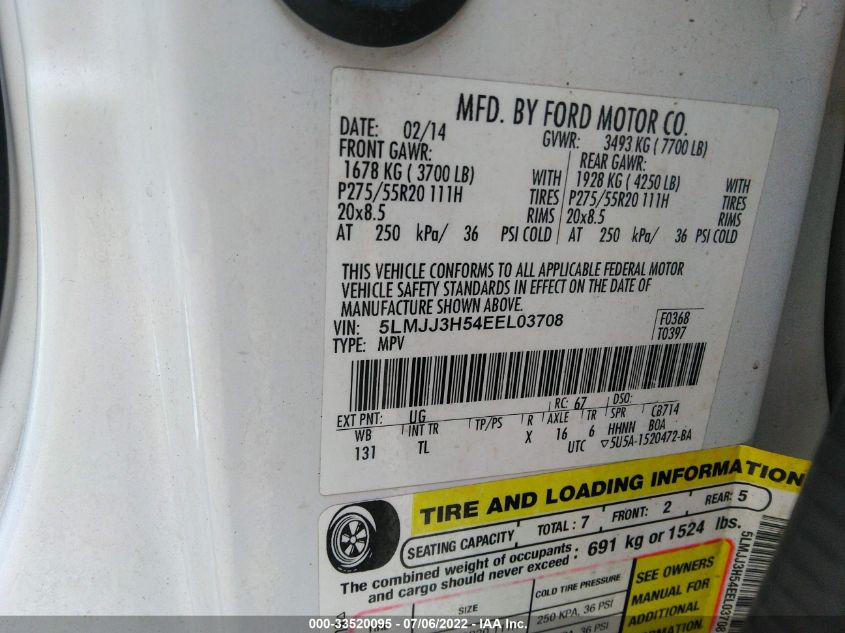 MFD. BY FORD MOTOR CO.
DATE: 02/14 GVWR: 3493 KG (7700 LB)
FRONT GAWR: REAR GAWR:
1678 KG (3700 LB) WITH 1928 KG (4250 LB) WITH
P275/55R20 111H TIRES P275/55R20 111H TIRES
20x8.5 RIMS 20x8.5 RIMS
AT 250 kPa/ 36 PSI COLD AT 250 kPa/ 36 PSI COLD
THIS VEHICLE CONFORMS TO ALL APPLICABLE FEDERAL MOTOR
VEHICLE SAFETY STANDARDS IN EFFECT ON THE DATE OF
MANUFACTURE SHOWN ABOVE.
VIN: 5LMJJ3H54EEL03708 F0368
TYPE: MPV T0397
EXT PNT: UG RC: 67 DSO:
WB INT TR TP/PS R AXLE TR SPR CB714
131 TL X 16 6 HHNN BOA
UTC ▽5U5A-1520472-BA
TIRE AND LOADING INFORMATION
SEATING CAPACITY TOTAL: 7 FRONT: 2 REAR: 5
The combined weight of occupants and cargo should never exceed: 691 kg or 1524 lbs.
SIZE COLD TIRE PRESSURE
250 KPA, 36 PSI
SEE OWNERS
MANUAL FOR
ADDITIONAL
5LMJJ3H54EEL03708
000-33520095 - 07/06/2022 - IAA Inc.